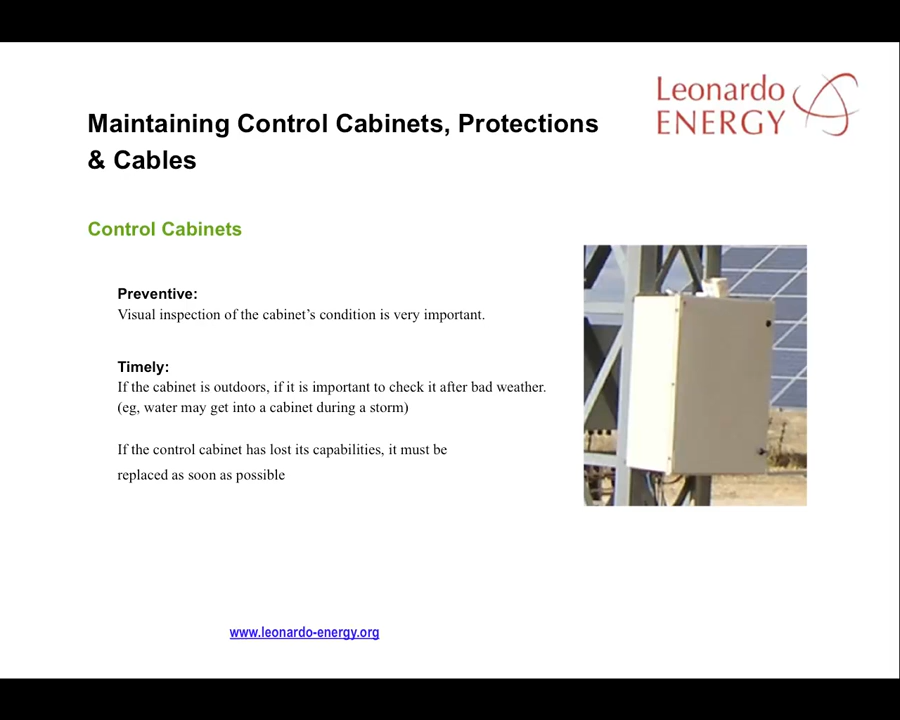 Leonardo
ENERGY
Maintaining Control Cabinets, Protections
& Cables
Control Cabinets
Preventive:
Visual inspection of the cabinet’s condition is very important.
Timely:
If the cabinet is outdoors, if it is important to check it after bad weather.
(eg, water may get into a cabinet during a storm)
If the control cabinet has lost its capabilities, it must be
replaced as soon as possible
www.leonardo-energy.org